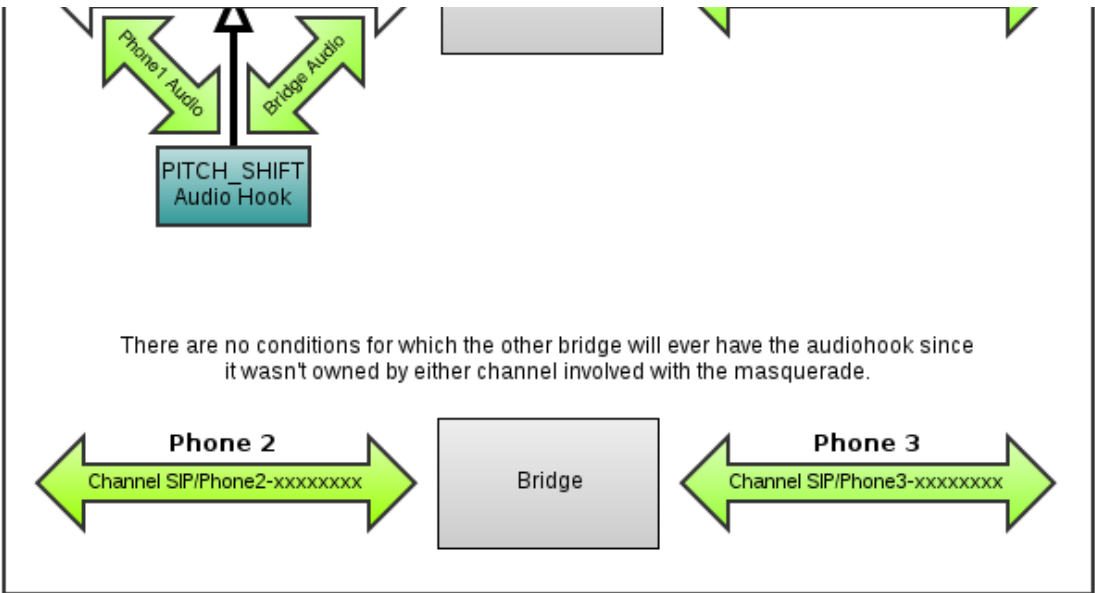 Phone1 Audio
Bridge Audio
PITCH_SHIFT
Audio Hook
There are no conditions for which the other bridge will ever have the audiohook since
it wasn't owned by either channel involved with the masquerade.
Phone 2
Channel SIP/Phone2-xxxxxxxx
Bridge
Phone 3
Channel SIP/Phone3-xxxxxxxx